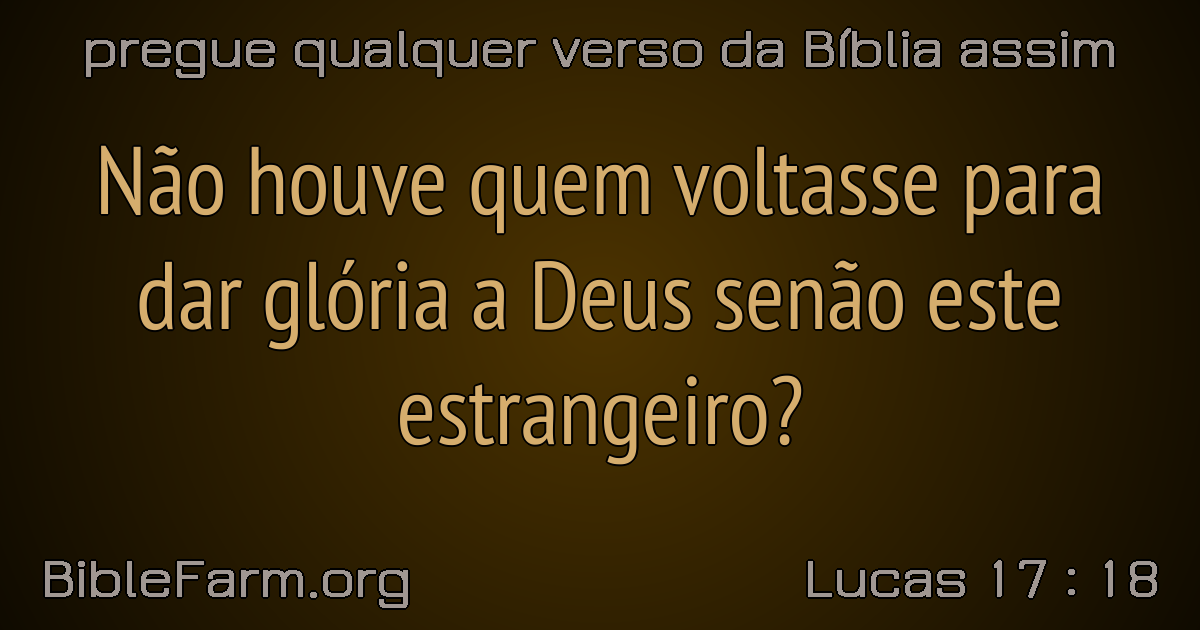 pregue qualquer verso da Bíblia assim
Não houve quem voltasse para
dar glória a Deus senão este
estrangeiro?
BibleFarm.org
Lucas 17 : 18